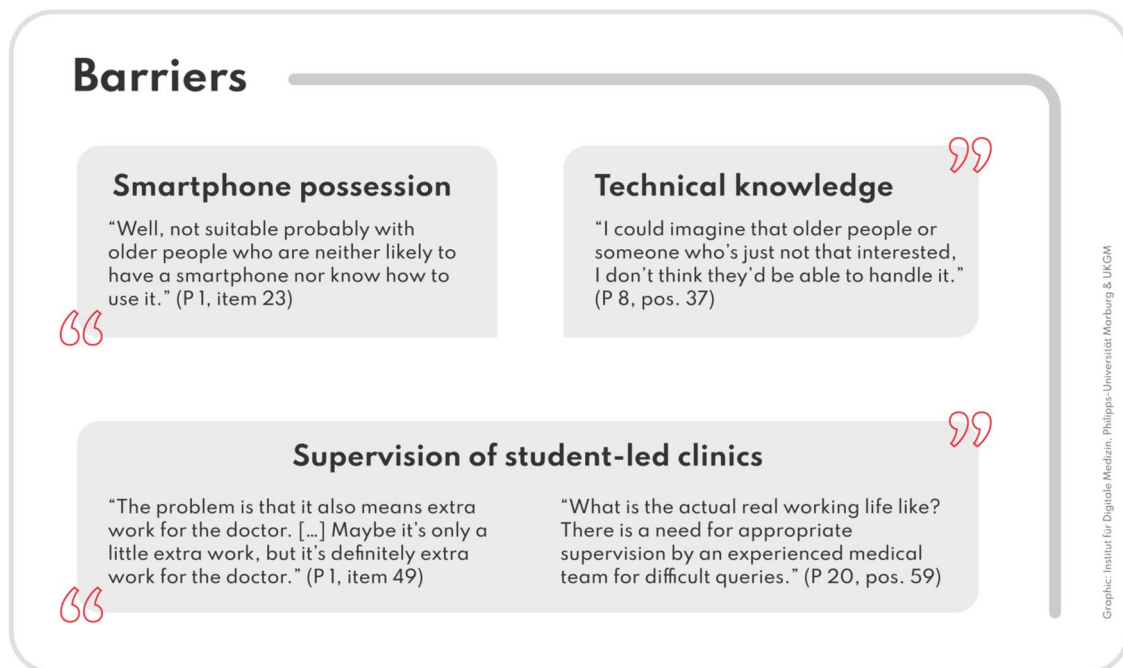 Barriers
Smartphone possession
“Well, not suitable probably with
older people who are neither likely to
have a smartphone nor know how to
use it.” (P 1, item 23)
Technical knowledge
“I could imagine that older people or
someone who’s just not that interested,
I don’t think they’d be able to handle it.”
(P 8, pos. 37)
Supervision of student-led clinics
“The problem is that it also means extra
work for the doctor. […] Maybe it’s only a
little extra work, but it’s definitely extra
work for the doctor.” (P 1, item 49)
“What is the actual real working life like?
There is a need for appropriate
supervision by an experienced medical
team for difficult queries.” (P 20, pos. 59)
Graphic: Institut für Digitale Medizin, Philipps-Universität Marburg & UKGM